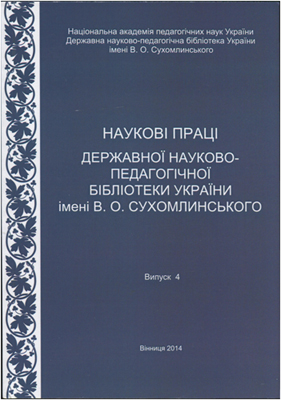 Національна академія педагогічних наук України
Державна науково-педагогічна бібліотека України
імені В. О. Сухомлинського
НАУКОВІ ПРАЦІ
ДЕРЖАВНОЇ НАУКОВО-
ПЕДАГОГІЧНОЇ
БІБЛІОТЕКИ УКРАЇНИ
імені В. О. СУХОМЛИНСЬКОГО
Випуск 4
Вінниця 2014